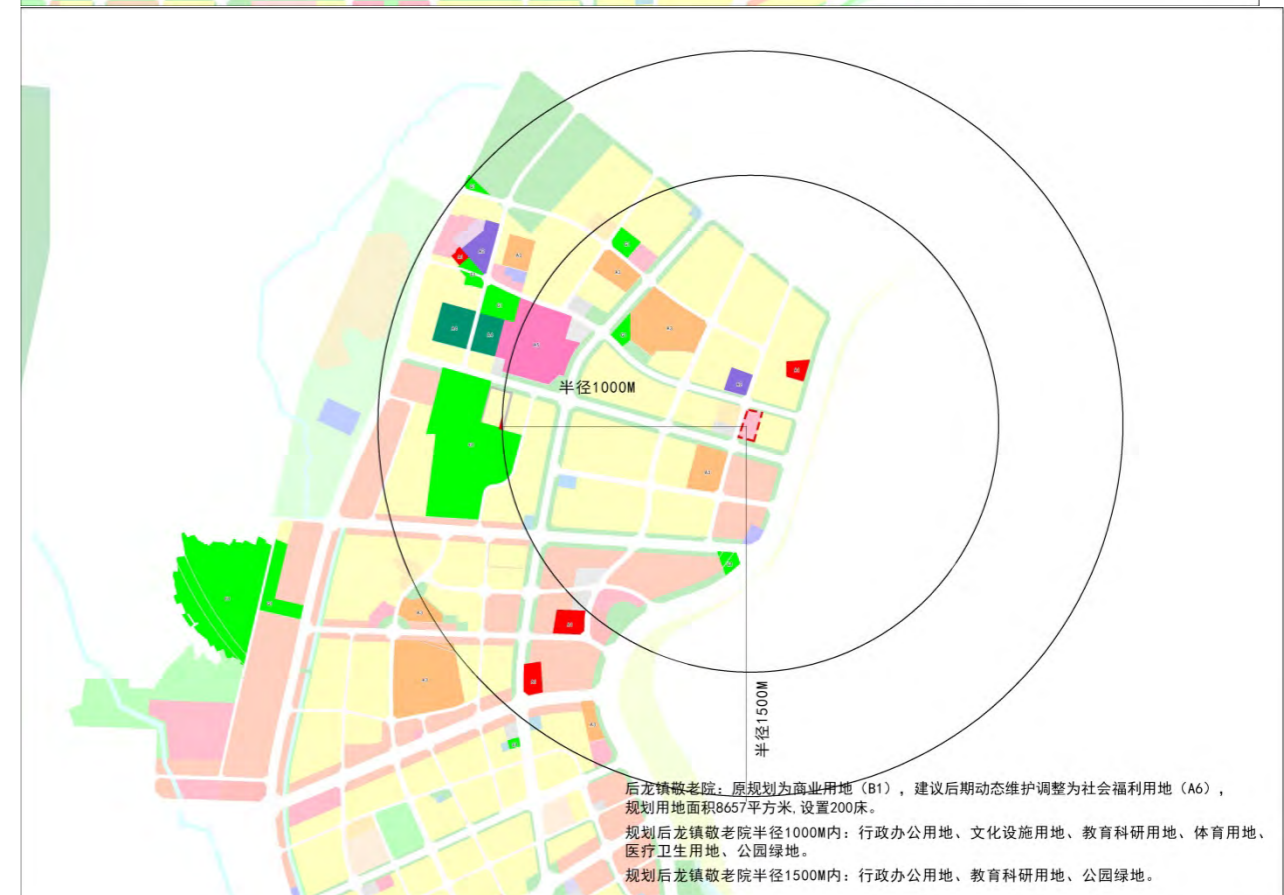 半径1000M
半径1500M
后龙镇敬老院：原规划为商业用地（B1），建议后期动态维护调整为社会福利用地（A6），
规划用地面积8657平方米，设置200床。
规划后龙镇敬老院半径1000M内：行政办公用地、文化设施用地、教育科研用地、体育用地、
医疗卫生用地、公园绿地。
规划后龙镇敬老院半径1500M内：行政办公用地、教育科研用地、公园绿地。